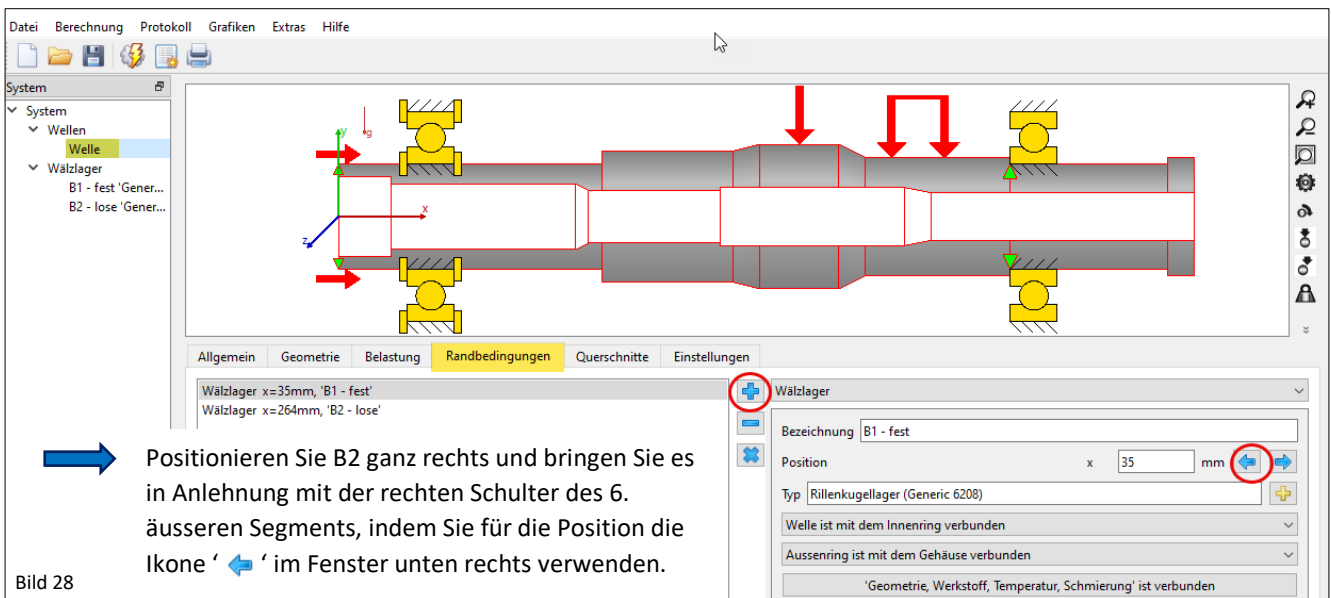 Datei Berechnung Protokoll Grafiken Extras Hilfe
System
System
Wellen
Welle
Wälzlager
B1 - fest 'Gener...
B2 - lose 'Gener...
y
g
x
z
Allgemein Geometrie Belastung Randbedingungen Querschnitte Einstellungen
Wälzlager x=35mm, 'B1 - fest'
Wälzlager x=264mm, 'B2 - lose'
Wälzlager
Bezeichnung B1 - fest
Position x 35 mm
Typ Rillenkugellager (Generic 6208)
Welle ist mit dem Innenring verbunden
Aussenring ist mit dem Gehäuse verbunden
'Geometrie, Werkstoff, Temperatur, Schmierung' ist verbunden
Positionieren Sie B2 ganz rechts und bringen Sie es
in Anlehnung mit der rechten Schulter des 6.
äusseren Segments, indem Sie für die Position die
Ikone ‘ ‘ im Fenster unten rechts verwenden.
Bild 28